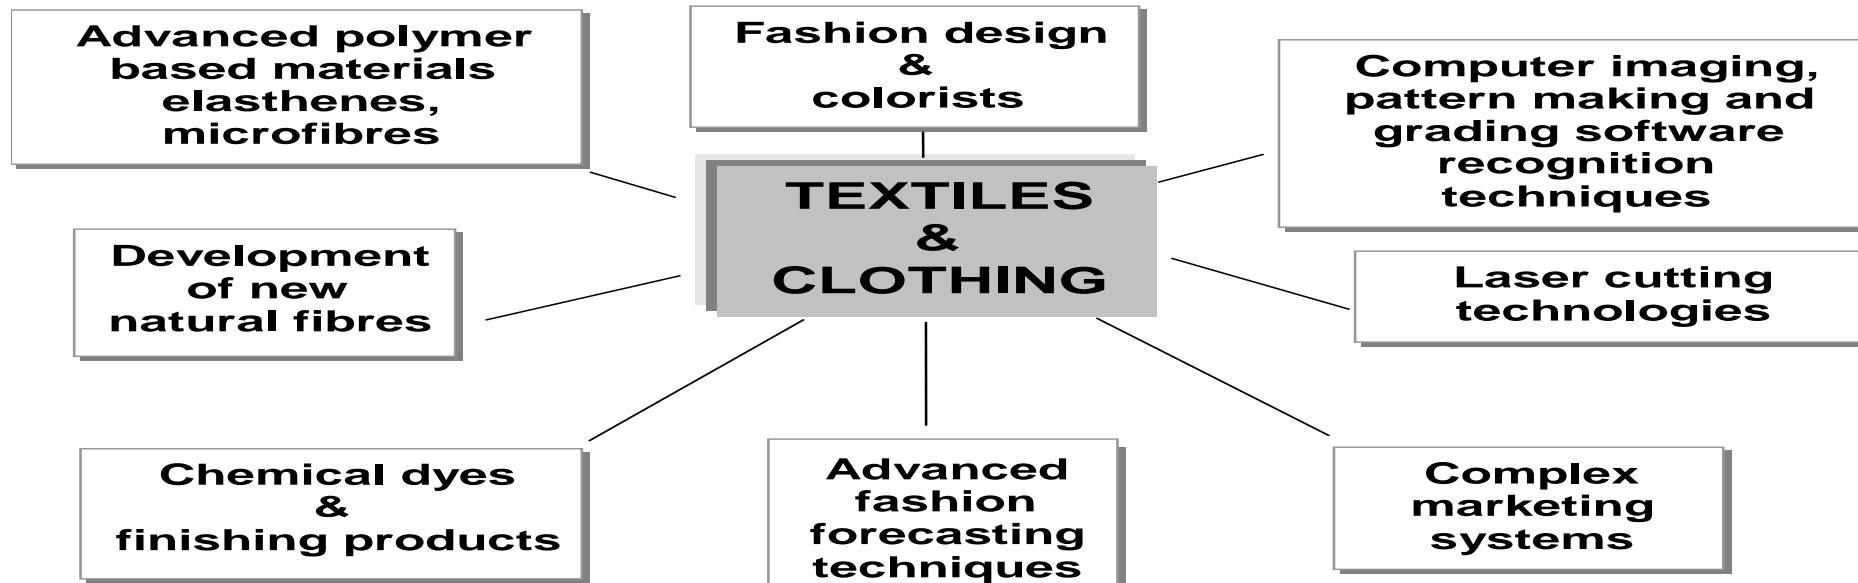 Advanced polymer
based materials
elasthenes,
microfibres
Fashion design
&
colorists
Computer imaging,
pattern making and
grading software
recognition
techniques
TEXTILES
&
CLOTHING
Development
of new
natural fibres
Laser cutting
technologies
Chemical dyes
&
finishing products
Advanced
fashion
forecasting
techniques
Complex
marketing
systems